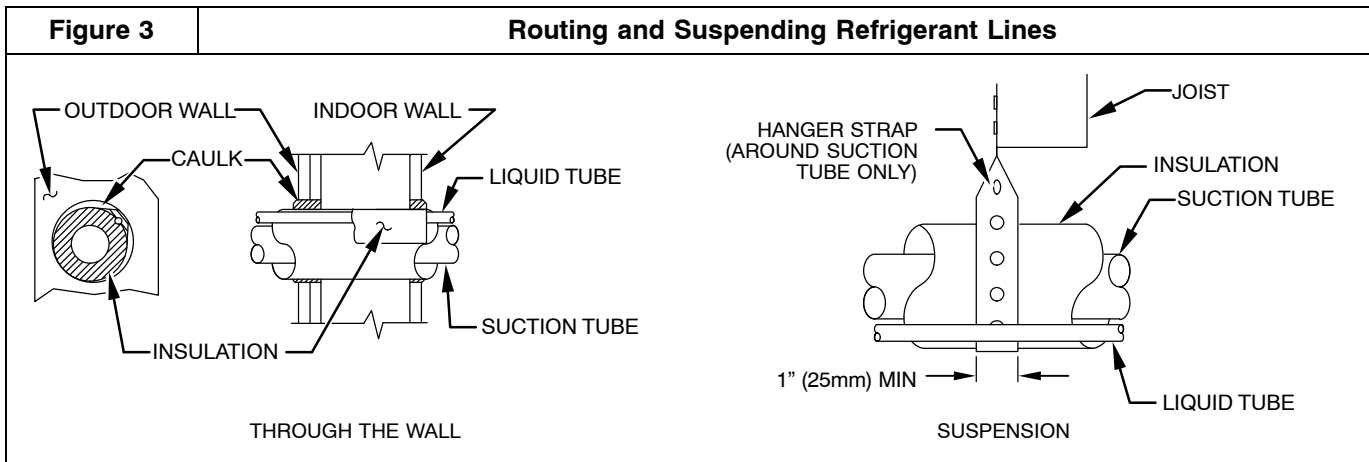 Figure 3
Routing and Suspending Refrigerant Lines
OUTDOOR WALL
INDOOR WALL
CAULK
LIQUID TUBE
SUCTION TUBE
INSULATION
THROUGH THE WALL
JOIST
HANGER STRAP
(AROUND SUCTION
TUBE ONLY)
INSULATION
SUCTION TUBE
1” (25mm) MIN
LIQUID TUBE
SUSPENSION